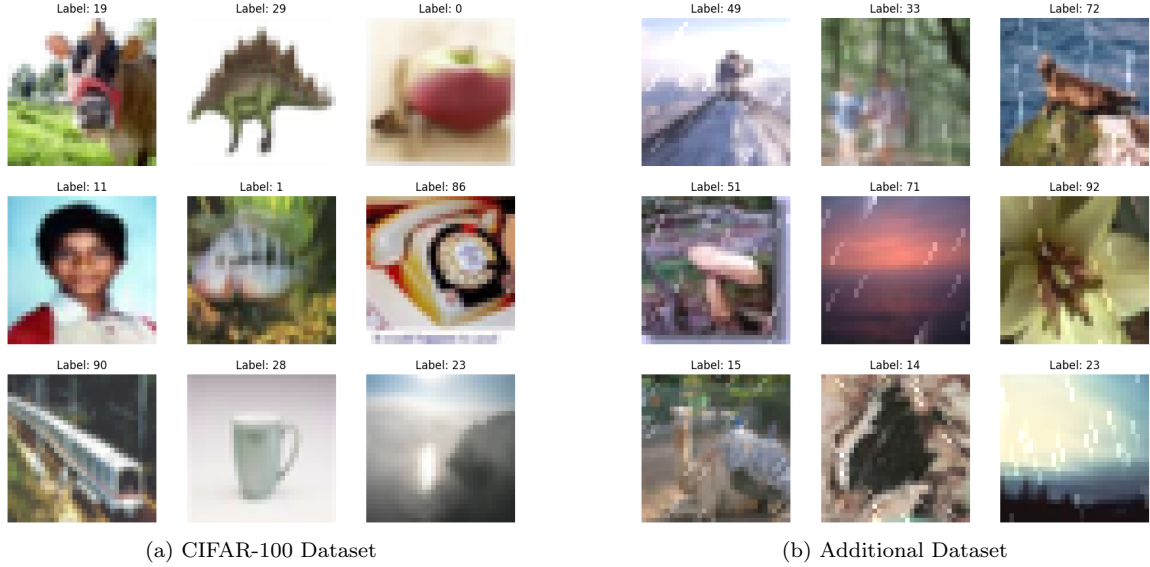 Label: 19
Label: 29
Label: 0
Label: 11
Label: 1
Label: 86
Label: 90
Label: 28
Label: 23
(a) CIFAR-100 Dataset
Label: 49
Label: 33
Label: 72
Label: 51
Label: 71
Label: 92
Label: 15
Label: 14
Label: 23
(b) Additional Dataset